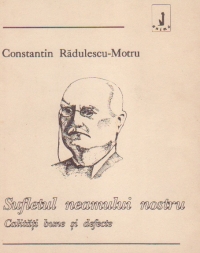 Constantin Rădulescu-Motru
Sufletul neamului nostru
Calități bune și defecte